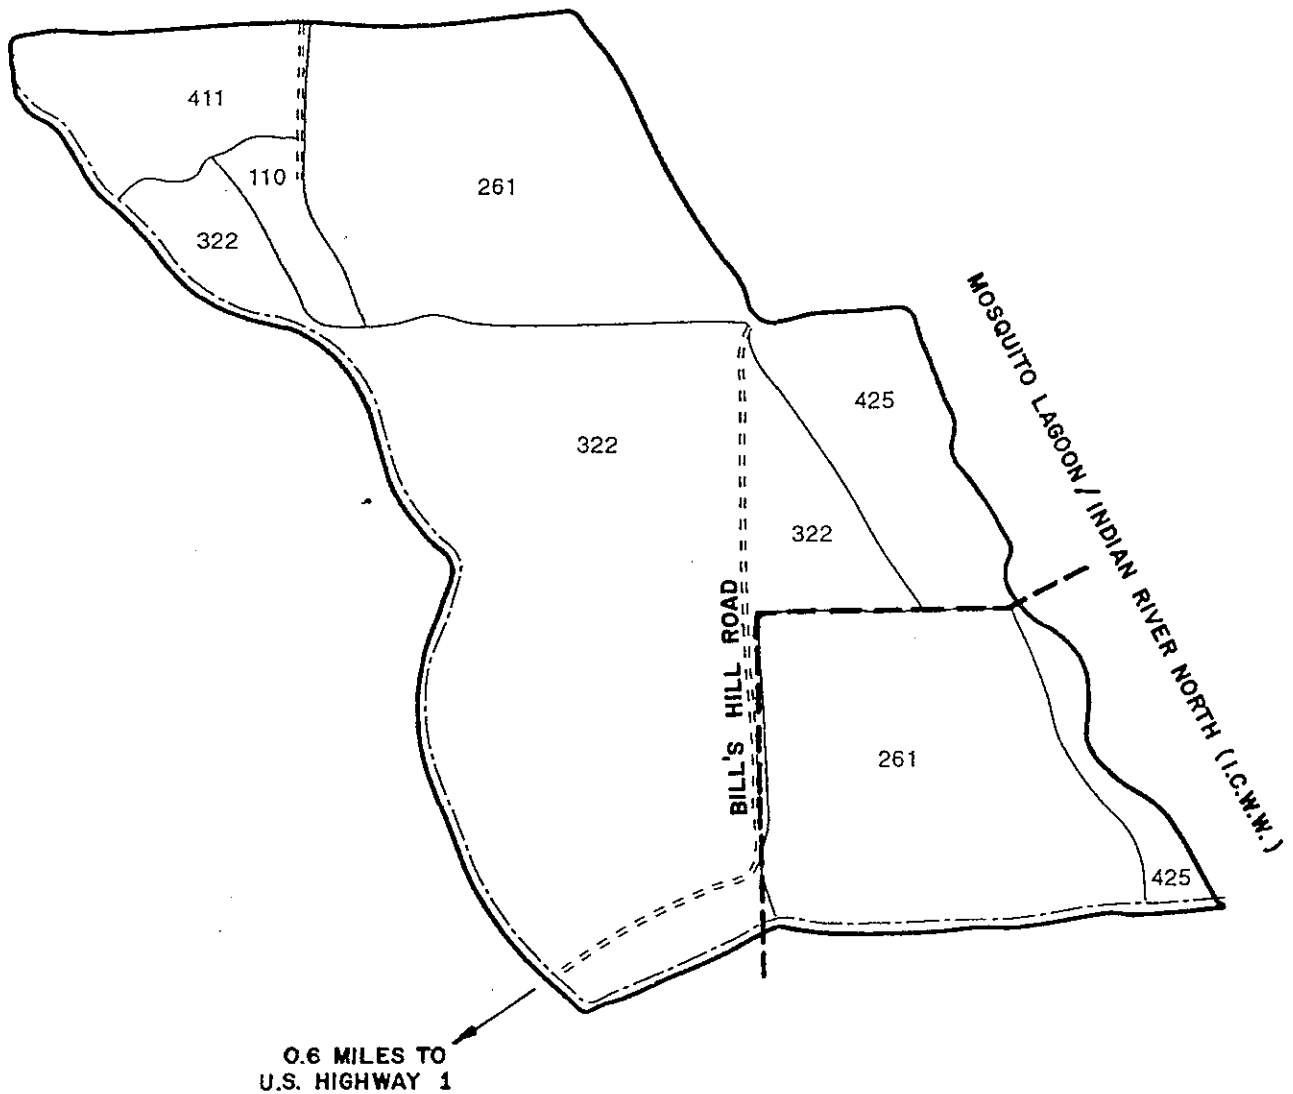 411
110
261
322
MOSQUITO LAGOON / INDIAN RIVER NORTH (I.C.W.W.)
425
322
322
BILL'S HILL ROAD
261
425
0.6 MILES TO
U.S. HIGHWAY 1